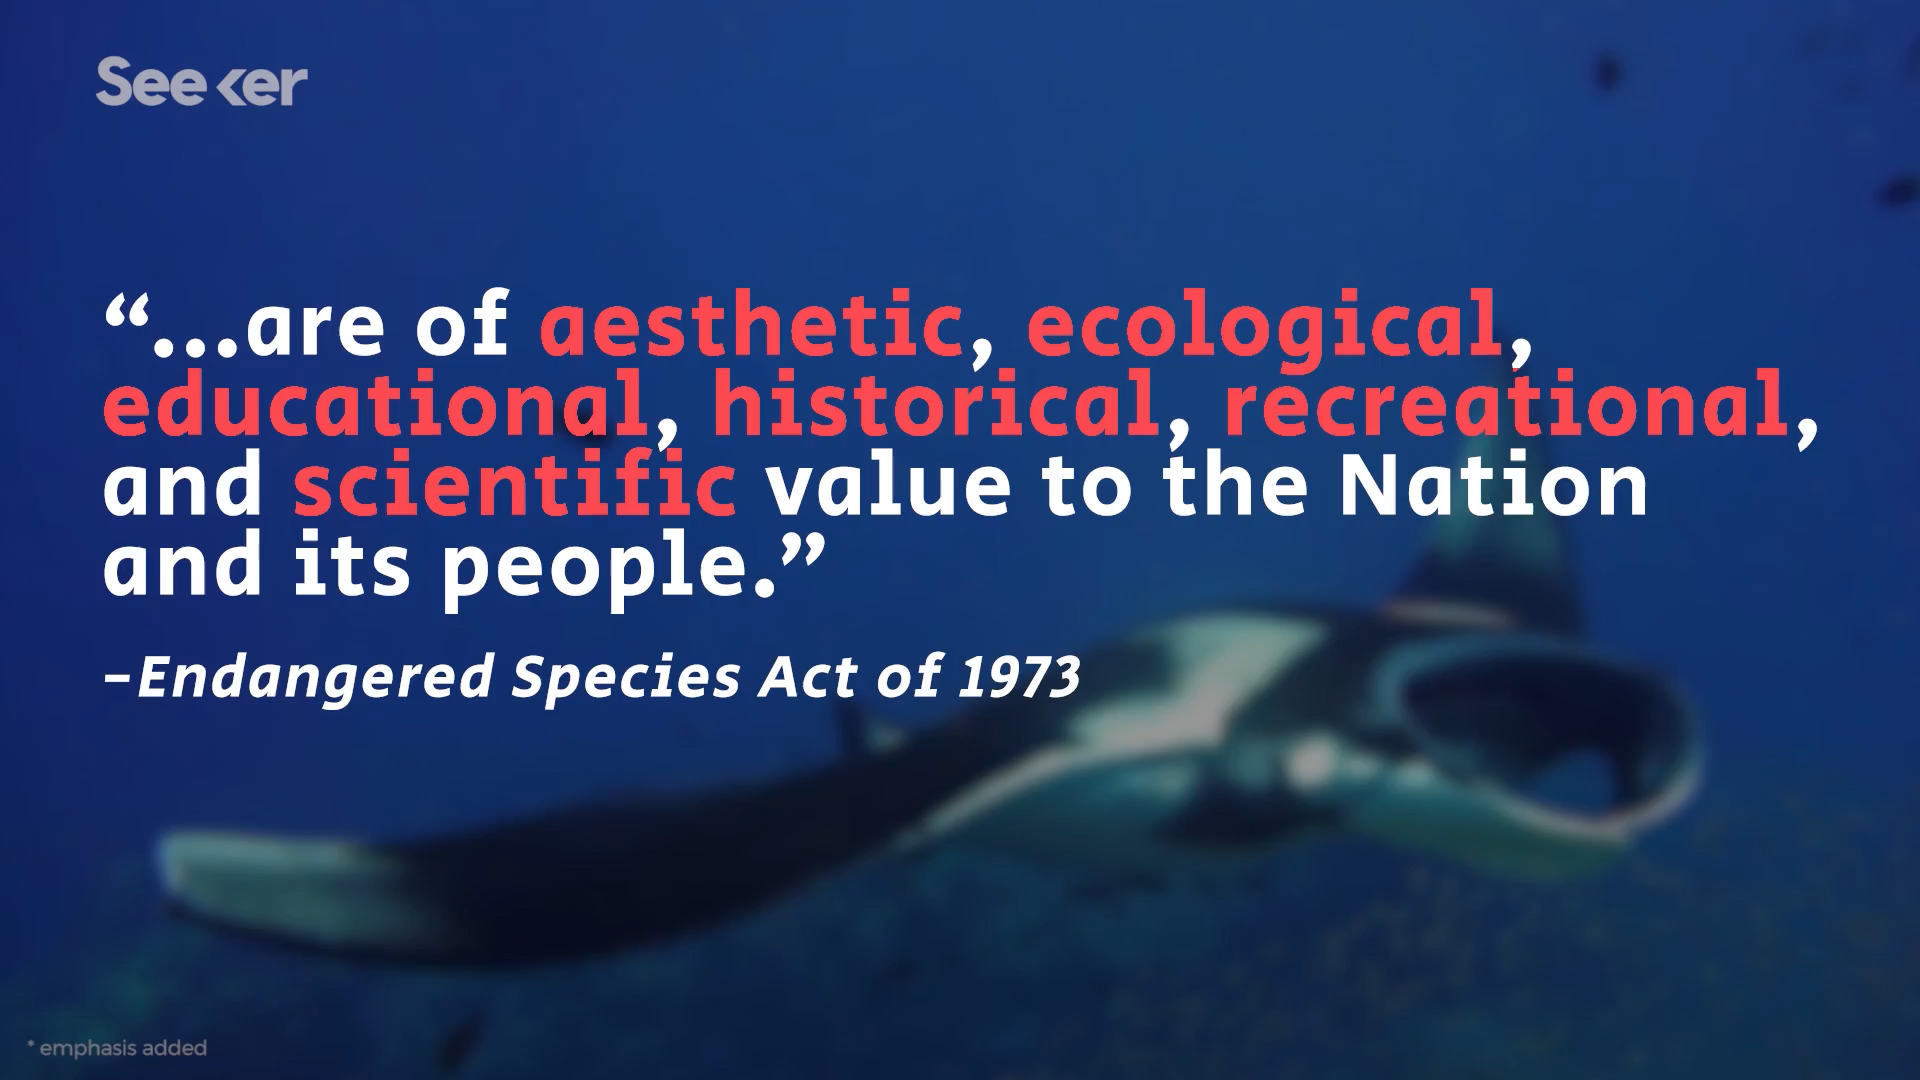 Seeker
“...are of aesthetic, ecological,
educational, historical, recreational,
and scientific value to the Nation
and its people.”
–Endangered Species Act of 1973
* emphasis added